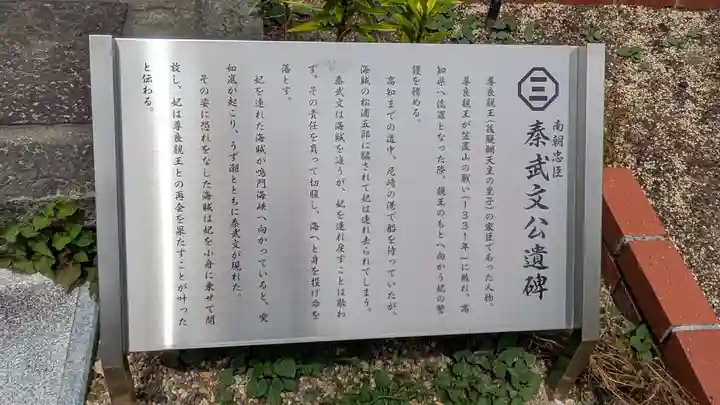 南朝忠臣
秦武文公遺碑
尊良親王(後醍醐天皇の皇子)の家臣であった人物。
尊良親王が笠置山の戦い(1331年)に敗れ、高
知県へ流罪となった際、親王のもとへ向かう妃の警
護を務める。
高知までの道中、尼崎の港で船を待っていたが、
海賊の松浦五郎に騙されて妃は連れ去られてしまう。
秦武文は海賊を追うが、妃を連れ戻すことは敵わ
ず、その責任を負って切腹し、海へと身を投げ命を
落とす。
妃を連れた海賊が鳴門海峡へ向かっていると、突
如嵐が起こり、うず潮とともに秦武文が現れた。
その姿に恐れをなした海賊は妃を小舟に乗せて開
放し、妃は尊良親王との再会を果たすことが叶った
と伝わる。